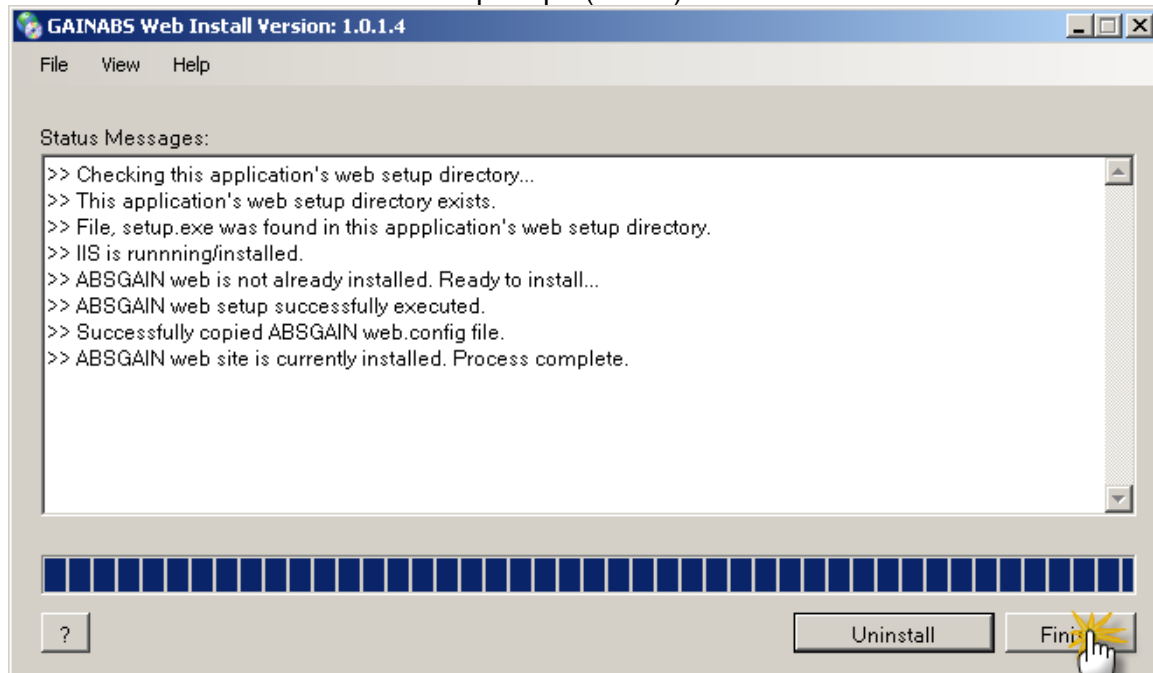 GAINABS Web Install Version: 1.0.1.4
File View Help
Status Messages:
>> Checking this application's web setup directory...
>> This application's web setup directory exists.
>> File, setup.exe was found in this appplication's web setup directory.
>> IIS is runnning/installed.
>> ABSGAIN web is not already installed. Ready to install...
>> ABSGAIN web setup successfully executed.
>> Successfully copied ABSGAIN web.config file.
>> ABSGAIN web site is currently installed. Process complete.
? Uninstall